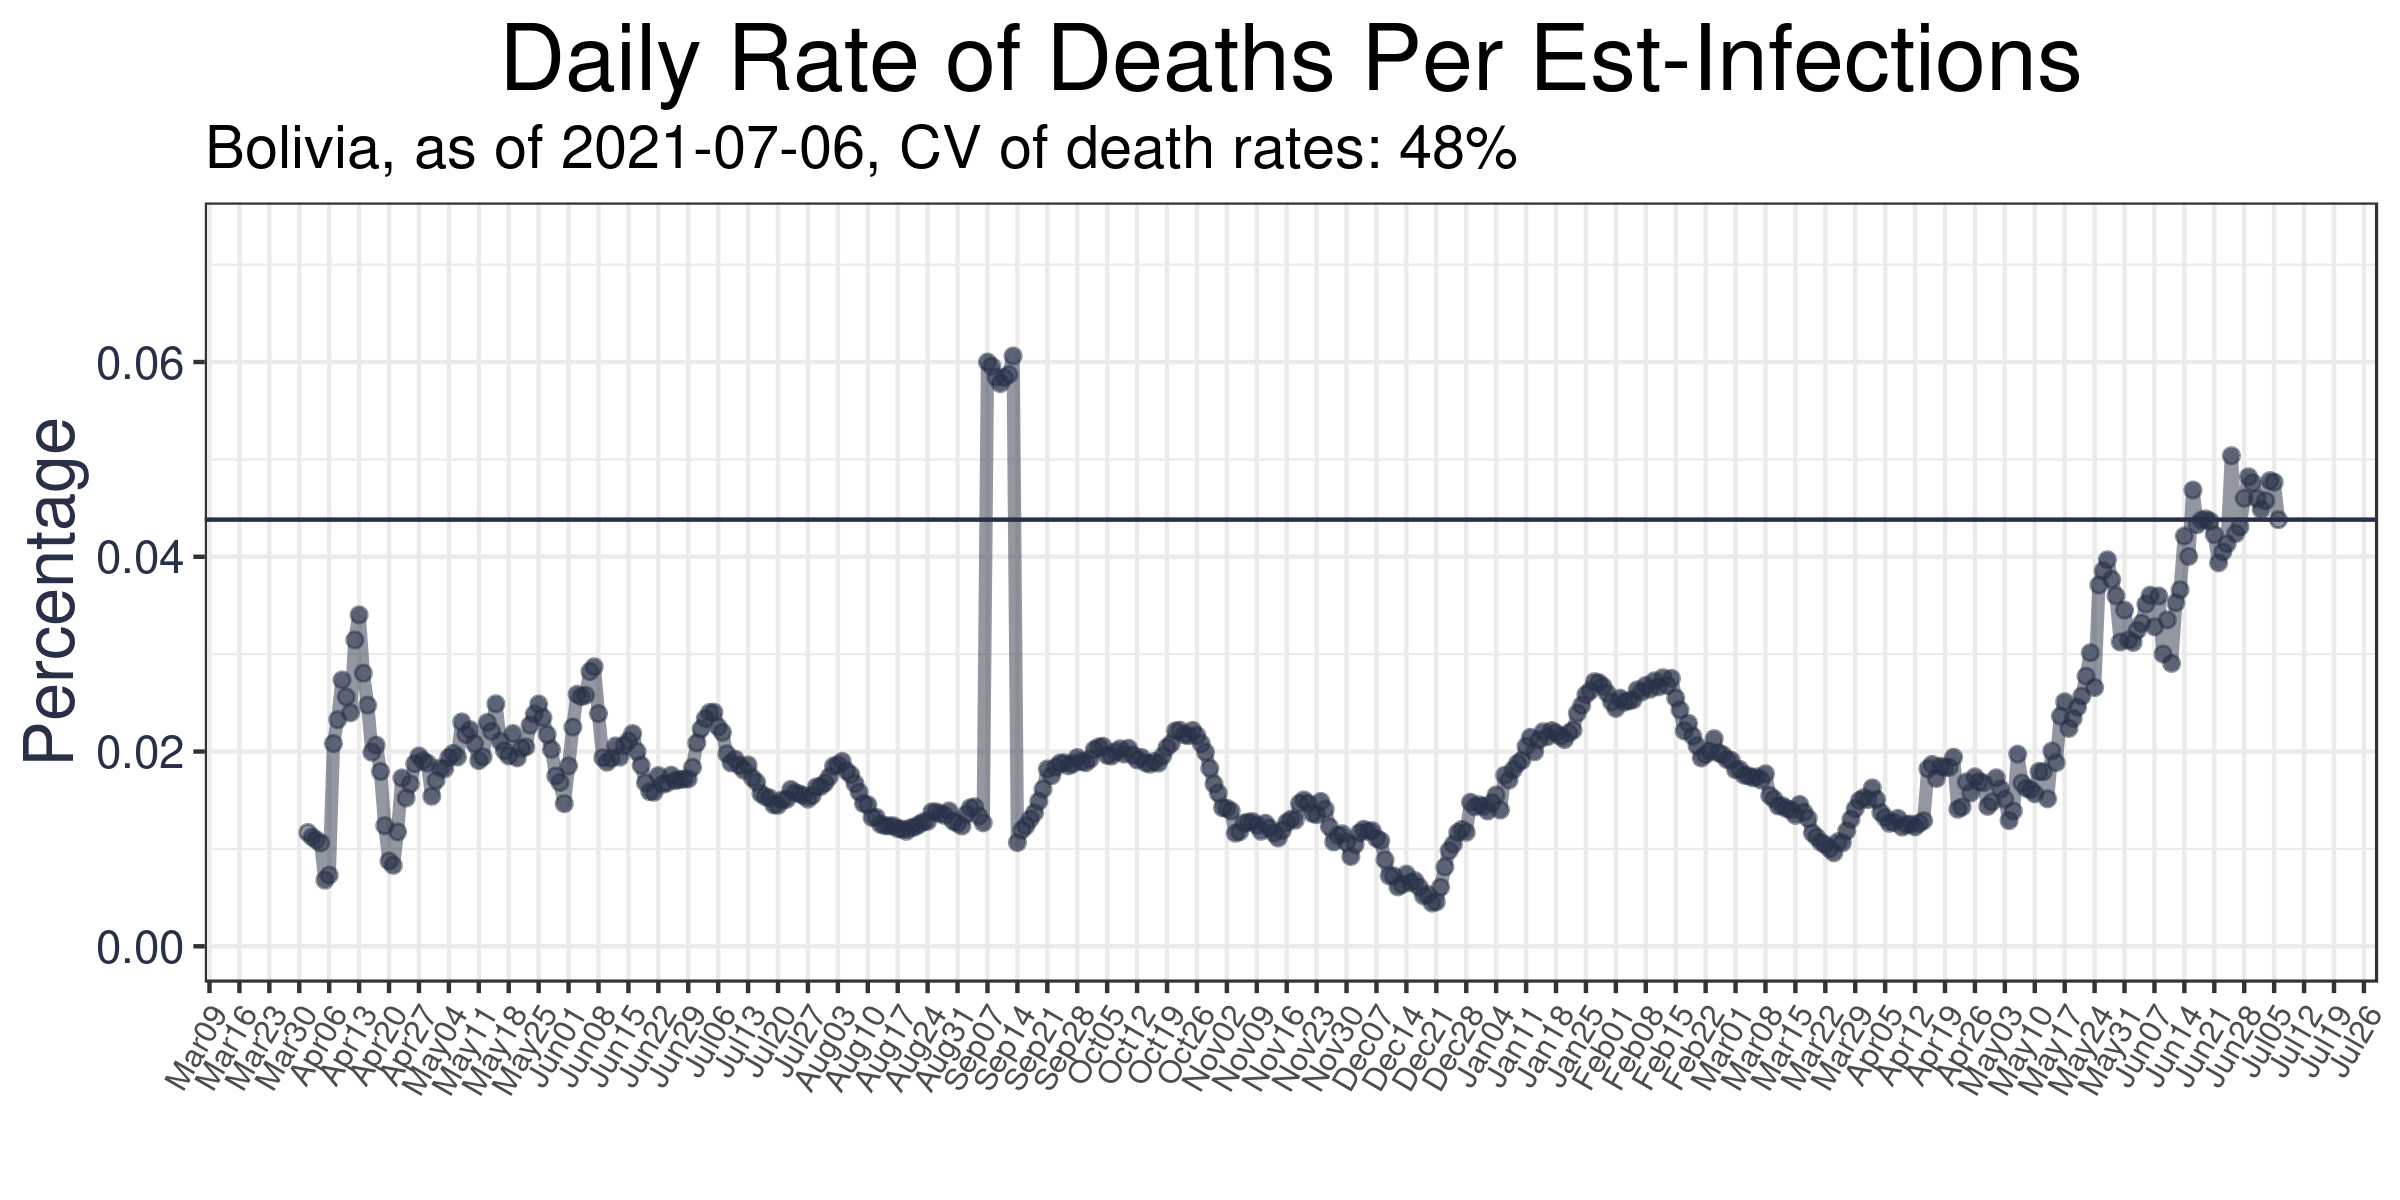 Daily Rate of Deaths Per Est-Infections
Bolivia, as of 2021-07-06, CV of death rates: 48%
Percentage
0.06
0.04
0.02
0.00
Mar09 Mar16 Mar23 Mar30 Apr06 Apr13 Apr20 Apr27 May04 May11 May18 May25 Jun01 Jun08 Jun15 Jun22 Jun29 Jul06 Jul13 Jul20 Jul27 Aug03 Aug10 Aug17 Aug24 Aug31 Sep07 Sep14 Sep21 Sep28 Oct05 Oct12 Oct19 Oct26 Nov02 Nov09 Nov16 Nov23 Nov30 Dec07 Dec14 Dec21 Dec28 Jan04 Jan11 Jan18 Jan25 Feb01 Feb08 Feb15 Feb22 Mar01 Mar08 Mar15 Mar22 Mar29 Apr05 Apr12 Apr19 Apr26 May03 May10 May17 May24 May31 Jun07 Jun14 Jun21 Jun28 Jul05 Jul12 Jul19 Jul26